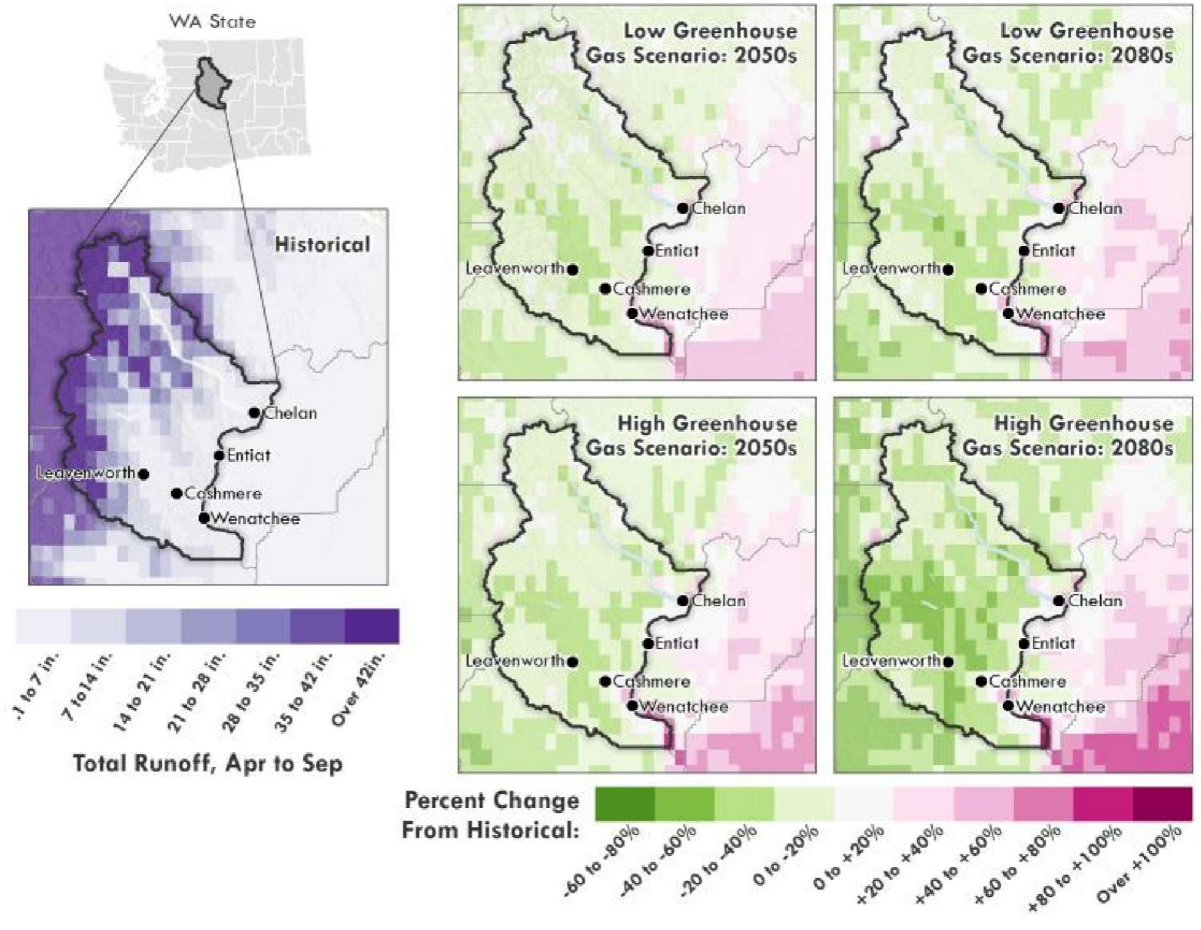 WA State
Historical
Chelan
Entiat
Leavenworth
Cashmere
Wenatchee
.1 to 7 in.
7 to14 in.
14 to 21 in.
21 to 28 in.
28 to 35 in.
35 to 42 in.
Over 42in.
Total Runoff, Apr to Sep
Low Greenhouse
Gas Scenario: 2050s
Chelan
Entiat
Leavenworth
Cashmere
Wenatchee
Low Greenhouse
Gas Scenario: 2080s
Chelan
Entiat
Leavenworth
Cashmere
Wenatchee
High Greenhouse
Gas Scenario: 2050s
Chelan
Entiat
Leavenworth
Cashmere
Wenatchee
High Greenhouse
Gas Scenario: 2080s
Chelan
Entiat
Leavenworth
Cashmere
Wenatchee
Percent Change
From Historical:
-60 to -80%
-40 to -60%
-20 to -40%
0 to -20%
0 to +20%
+20 to +40%
+40 to +60%
+60 to +80%
+80 to +100%
Over +100%